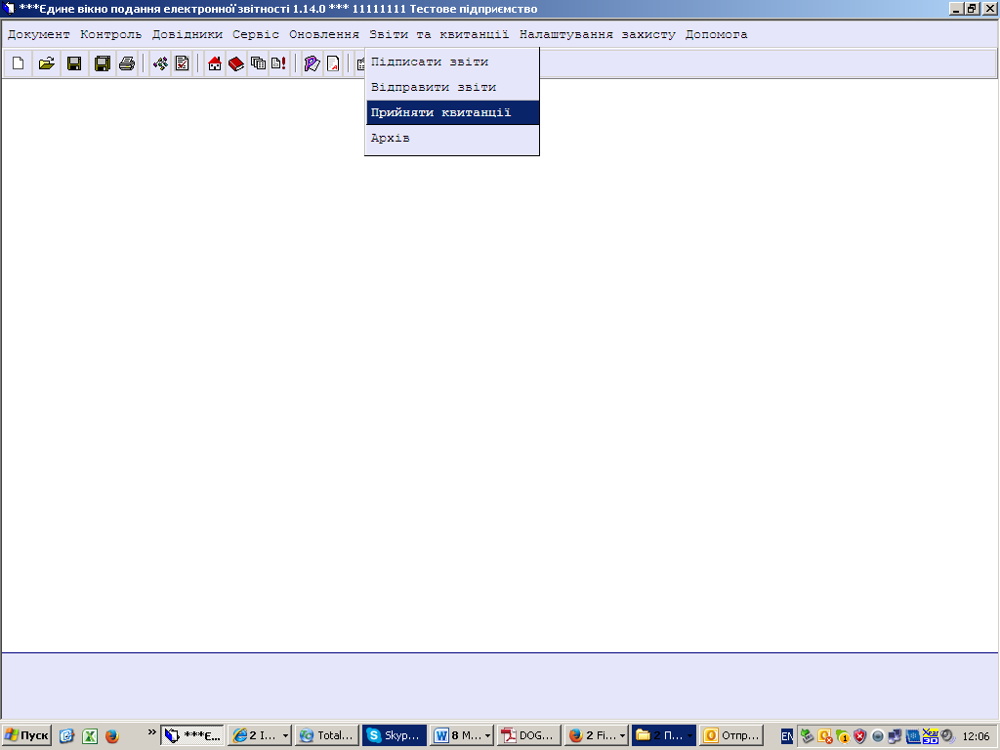 ***Єдине вікно подання електронної звітності 1.14.0 *** 11111111 Тестове підприємство
Документ Контроль Довідники Сервіс Оновлення Звіти та квитанції Налаштування захисту Допомога
Підписати звіти
Відправити звіти
Прийняти квитанції
Архів
Пуск » ***Є... 2 I... Total... Skyp... 8 M... DOG... 2 Fi... 2 П... Отпр... EN 12:06